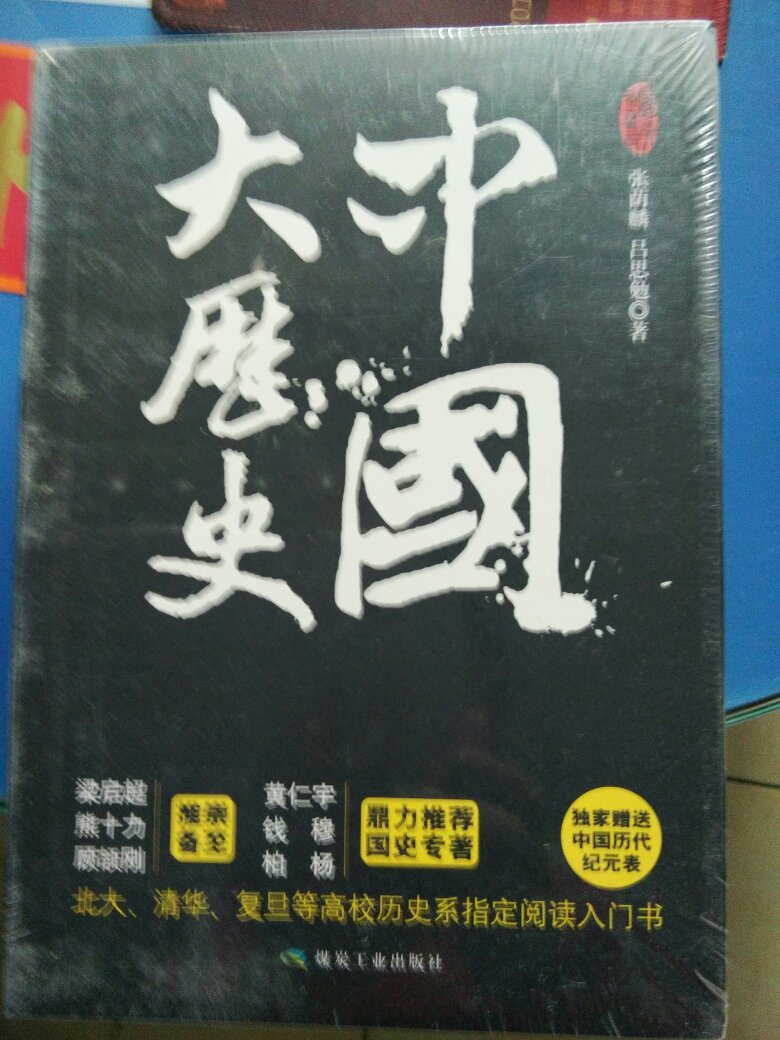 中國
大歷史
张荫麟 吕思勉◎著
梁启超
熊十力
顾颉刚
推崇
备至
黄仁宇
钱 穆
柏 杨
鼎力推荐
国史专著
独家赠送
中国历代
纪元表
北大、清华、复旦等高校历史系指定阅读入门书
煤炭工业出版社